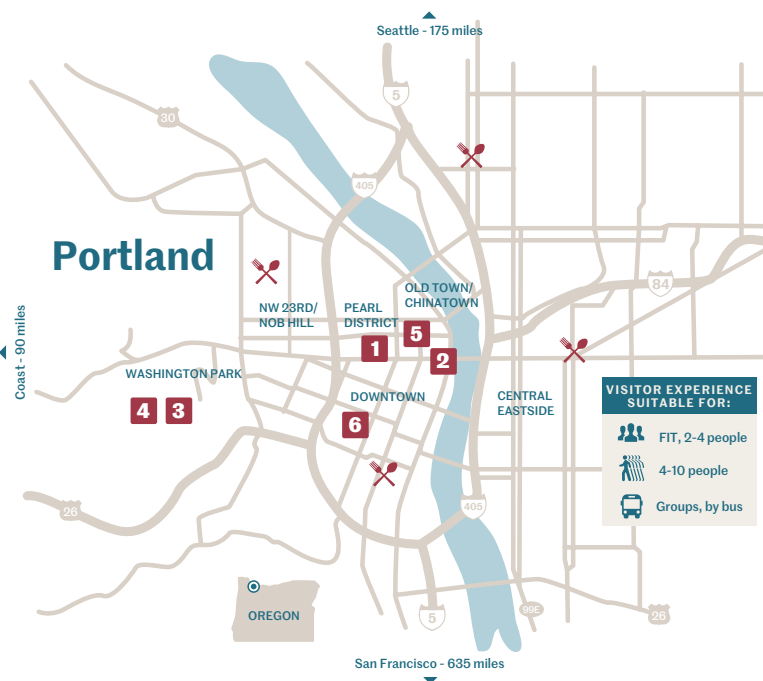 Seattle - 175 miles
5
30
405
Portland
84
OLD TOWN/
CHINATOWN
NW 23RD/
NOB HILL
PEARL
DISTRICT
5
1
2
Coast - 90 miles
WASHINGTON PARK
4
3
DOWNTOWN
6
CENTRAL
EASTSIDE
VISITOR EXPERIENCE
SUITABLE FOR:
FIT, 2-4 people
4-10 people
Groups, by bus
26
405
OREGON
5
99E
26
San Francisco - 635 miles